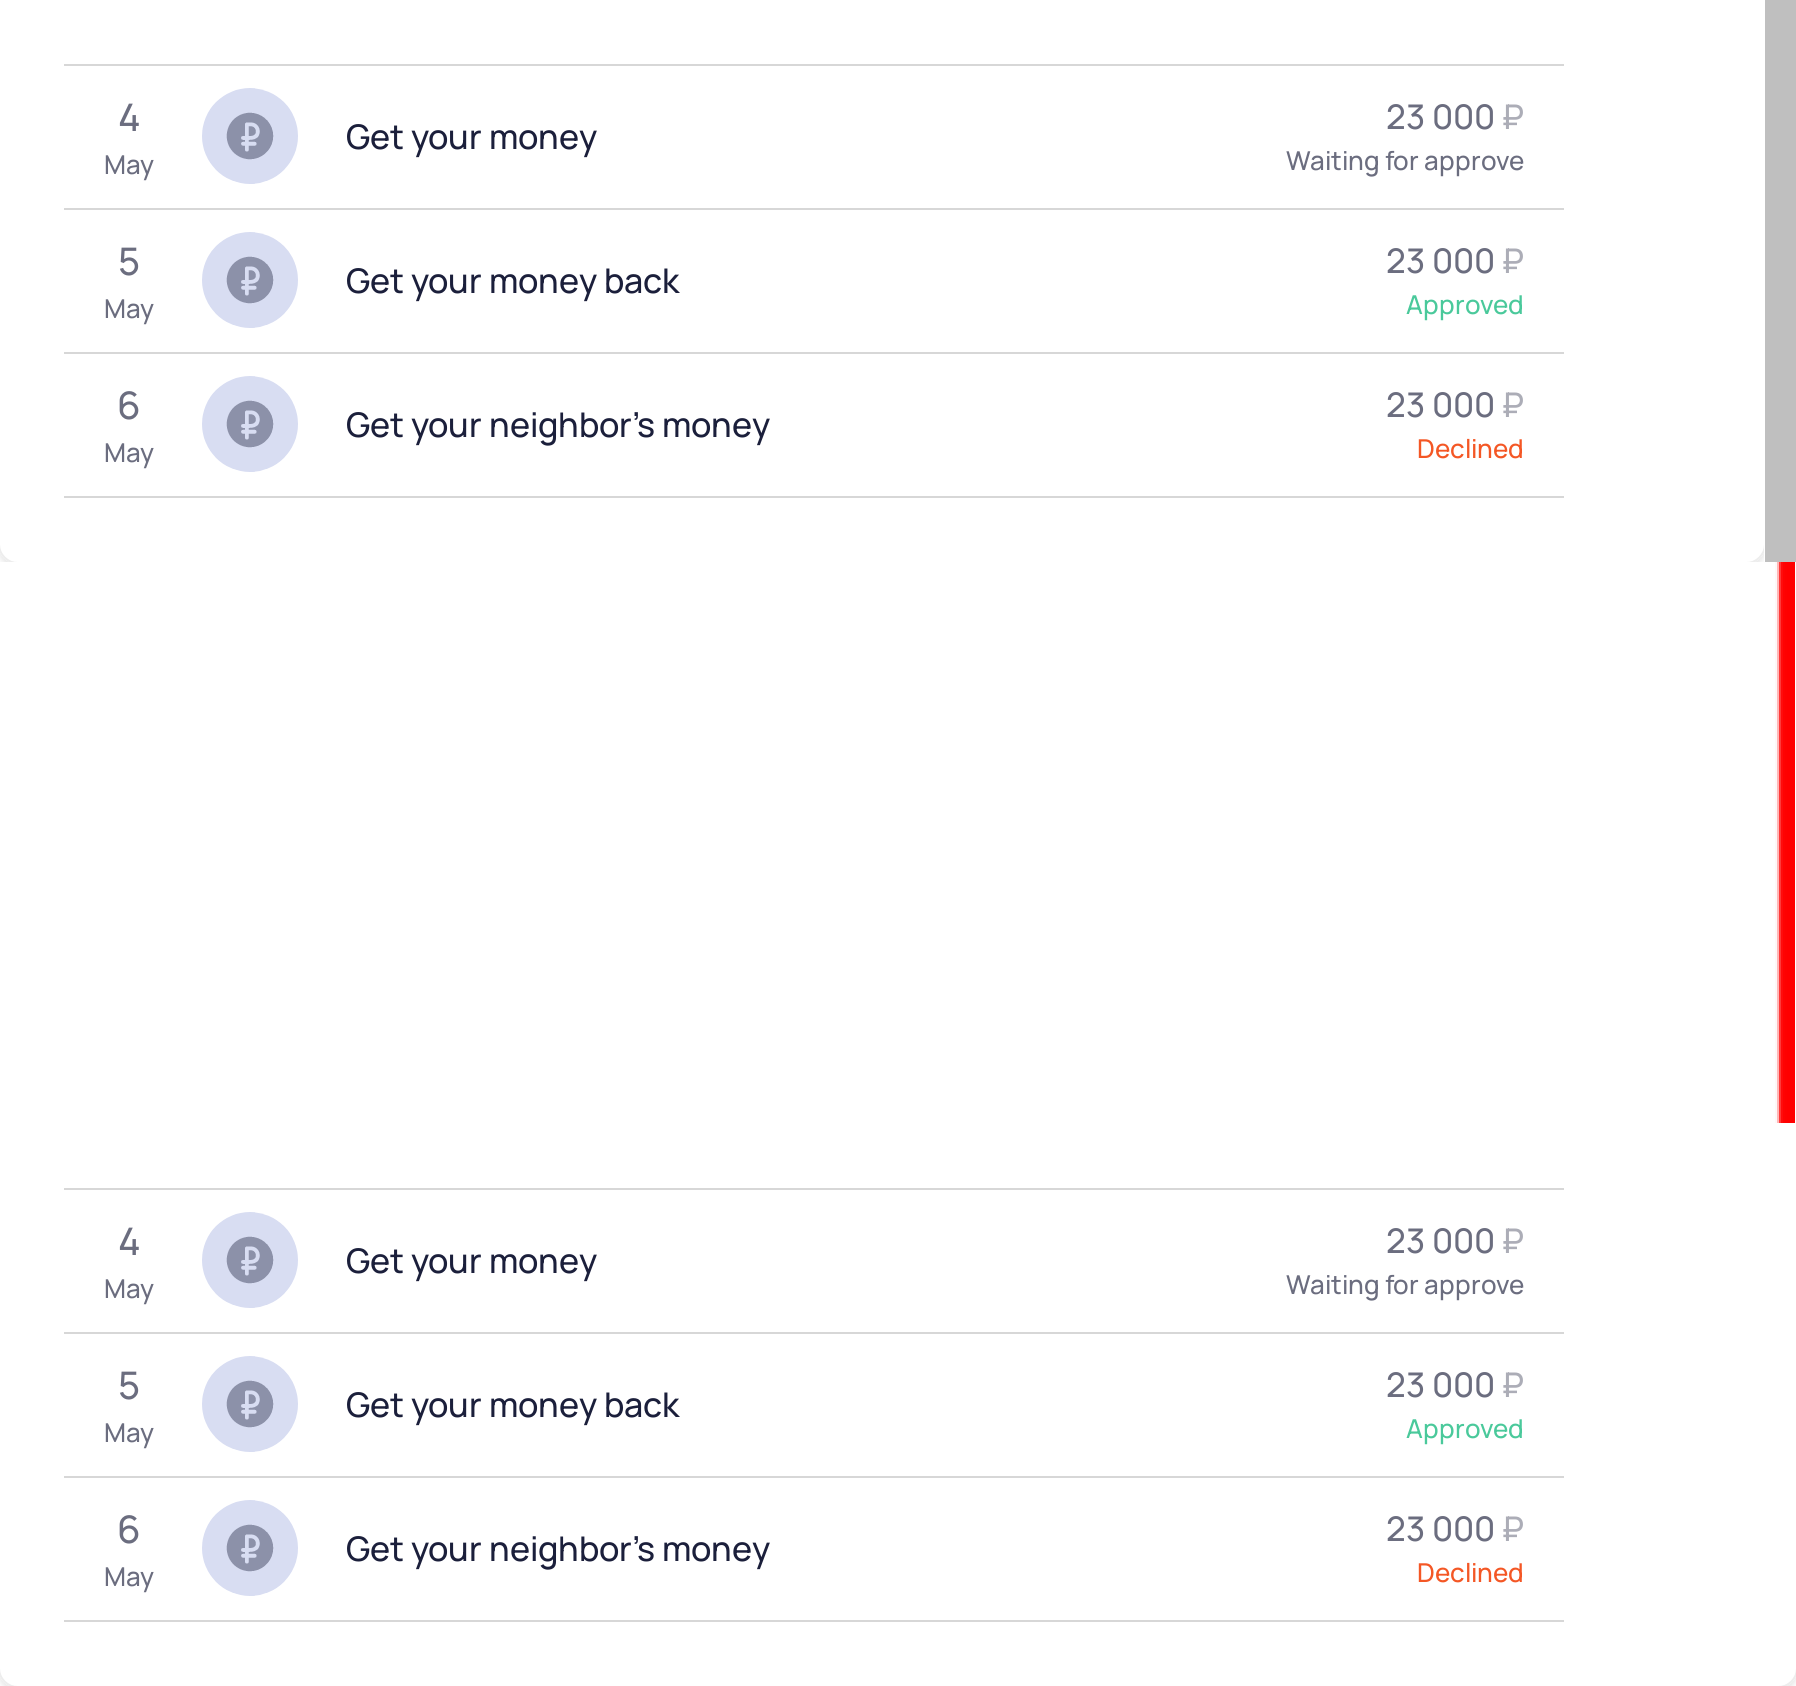 4
May
₽
Get your money
23 000 ₽
Waiting for approve
5
May
₽
Get your money back
23 000 ₽
Approved
6
May
₽
Get your neighbor’s money
23 000 ₽
Declined
4
May
₽
Get your money
23 000 ₽
Waiting for approve
5
May
₽
Get your money back
23 000 ₽
Approved
6
May
₽
Get your neighbor’s money
23 000 ₽
Declined